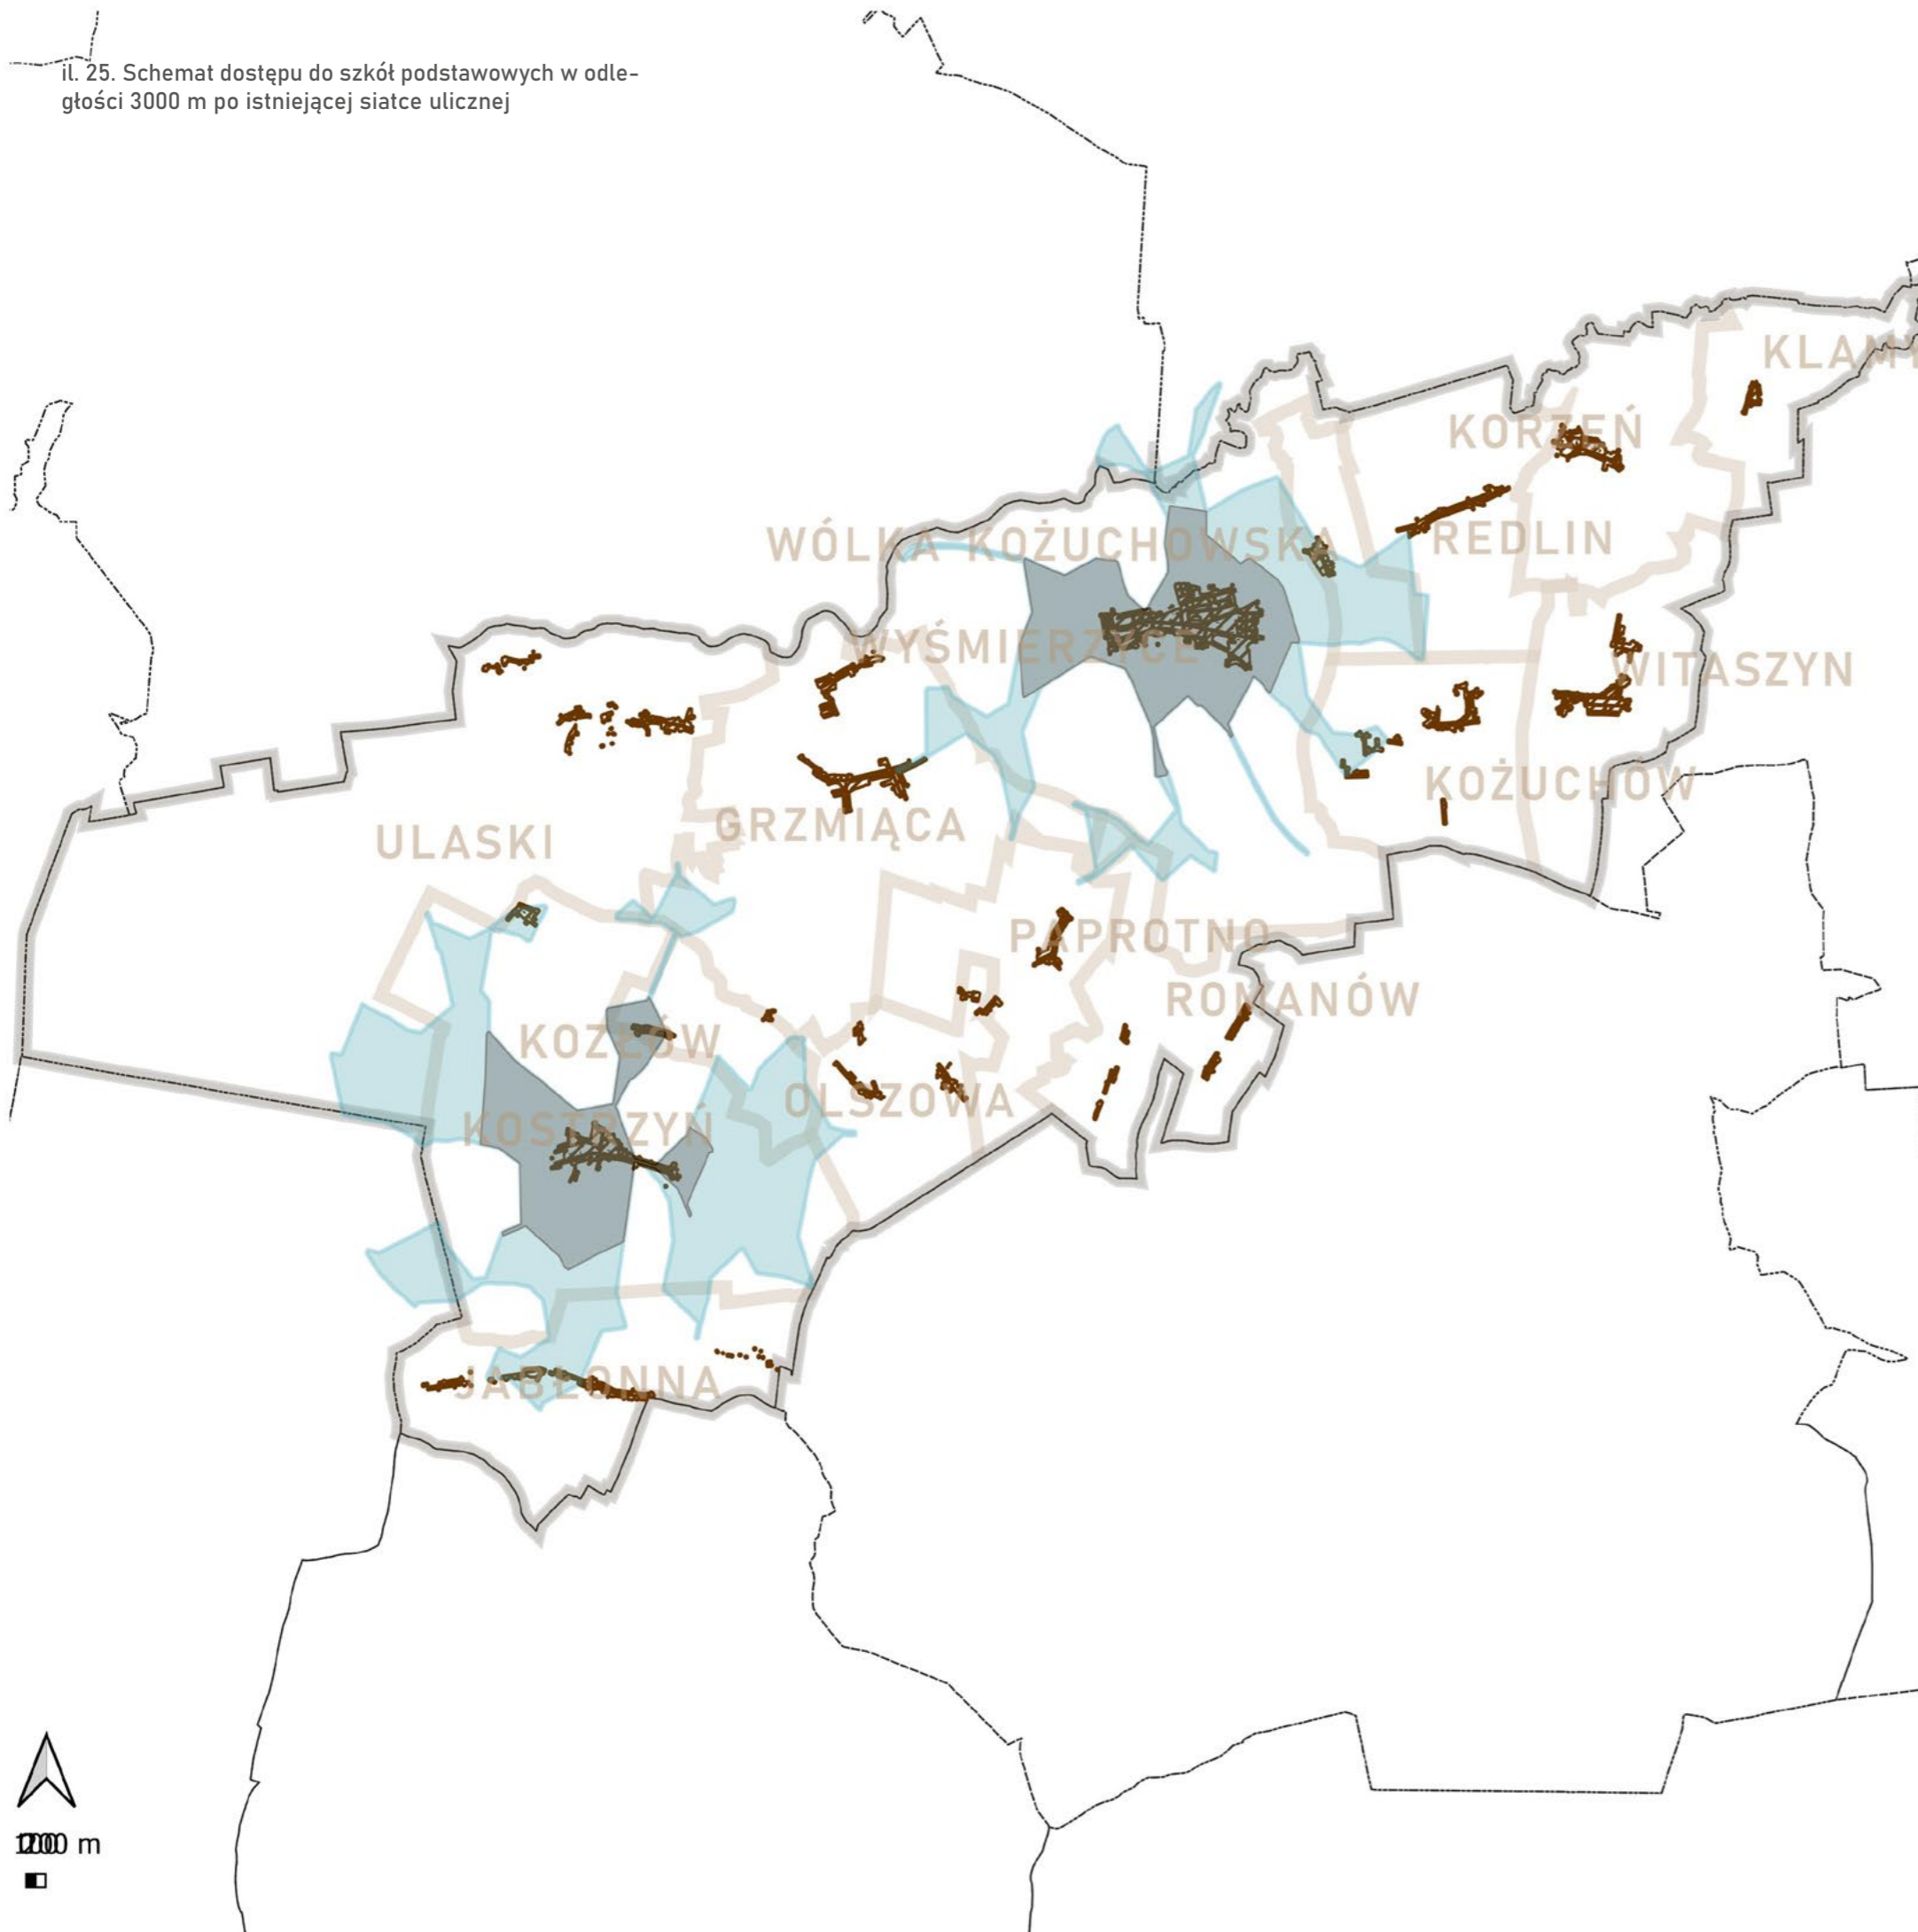 il. 25. Schemat dostępu do szkół podstawowych w odle-
głości 3000 m po istniejącej siatce ulicznej
KLAMY
KORZEŃ
REDLIN
WÓLKA KOŻUCHOWSKA
WYŚMIERZYCE
WITASZYN
KOŻUCHÓW
GRZMIĄCA
ULASKI
PAPROTNO
ROMANÓW
KOZŁÓW
OLSZOWA
KOSTRZYŃ
JABŁONNA
m